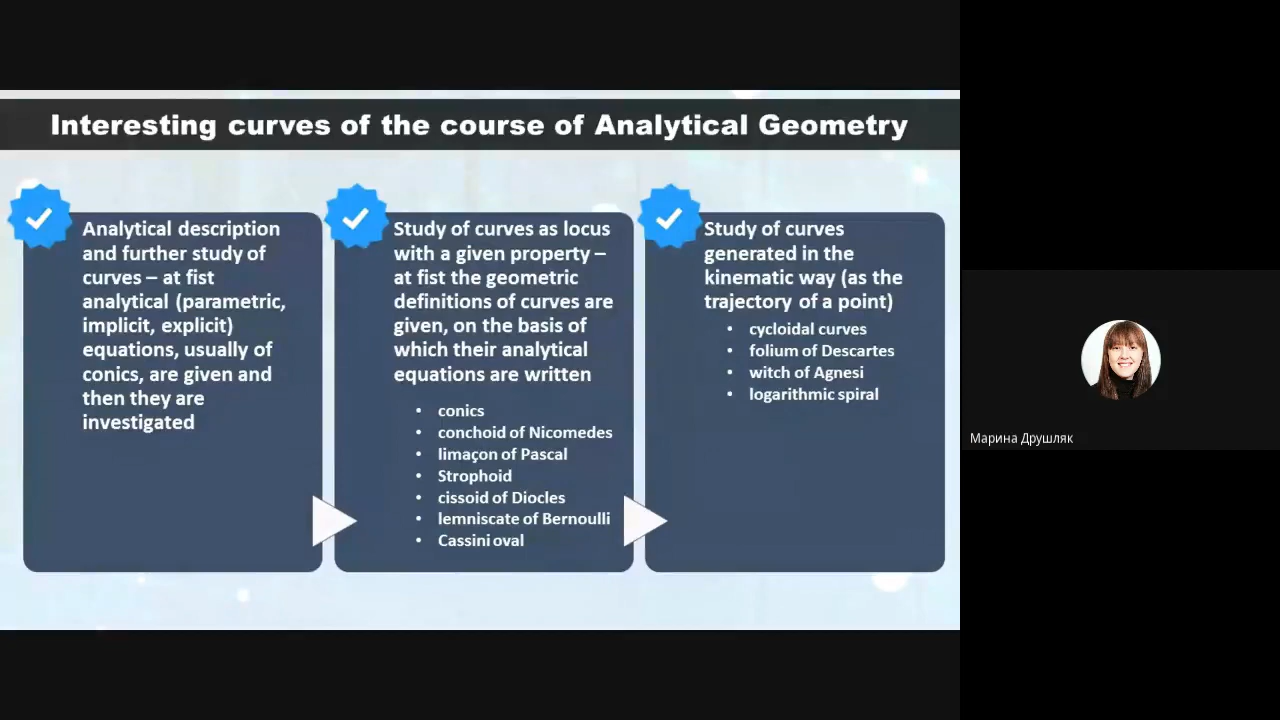 Interesting curves of the course of Analytical Geometry
Analytical description
and further study of
curves – at fist
analytical (parametric,
implicit, explicit)
equations, usually of
conics, are given and
then they are
investigated
Study of curves as locus
with a given property –
at fist the geometric
definitions of curves are
given, on the basis of
which their analytical
equations are written
• conics
• conchoid of Nicomedes
• limaçon of Pascal
• Strophoid
• cissoid of Diocles
• lemniscate of Bernoulli
• Cassini oval
Study of curves
generated in the
kinematic way (as the
trajectory of a point)
• cycloidal curves
• folium of Descartes
• witch of Agnesi
• logarithmic spiral
Марина Друшляк